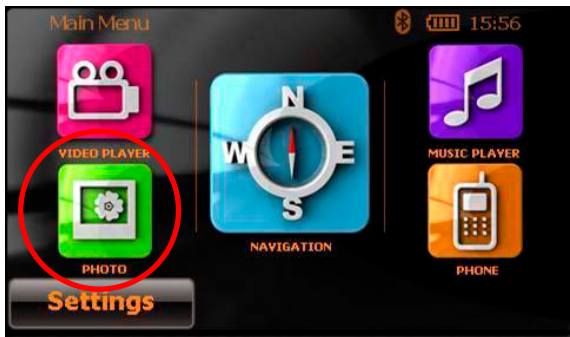 Main Menu
15:56
VIDEO PLAYER
N
W E
S
MUSIC PLAYER
NAVIGATION
PHOTO
PHONE
Settings